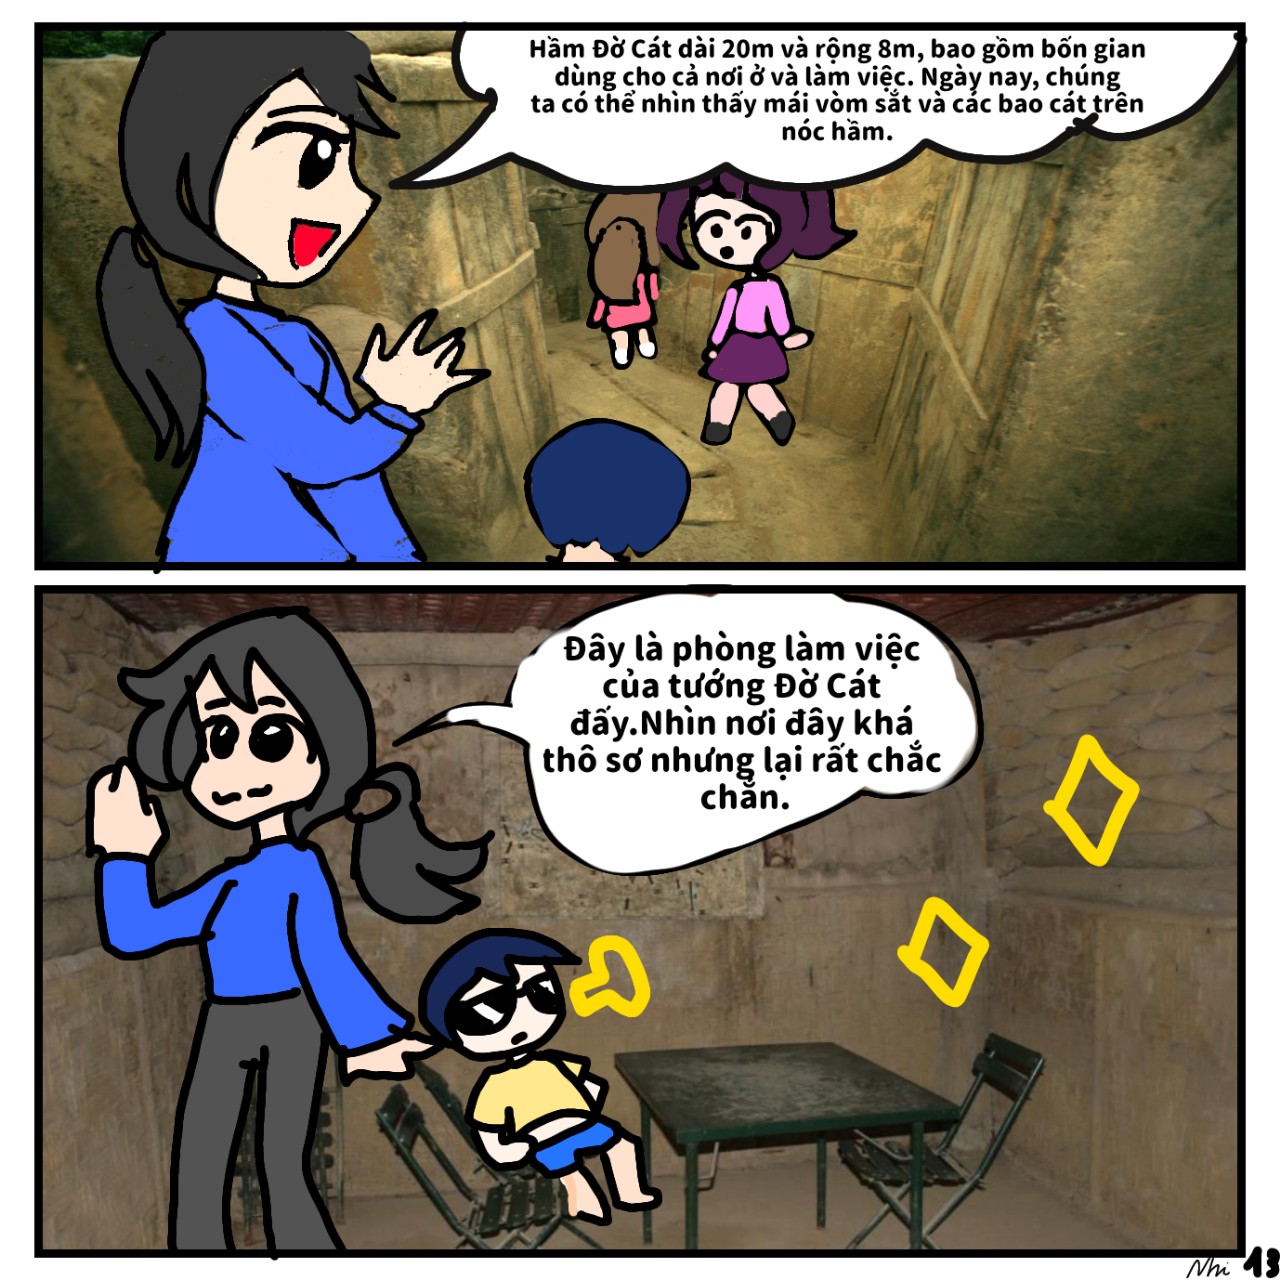 Hầm Đờ Cát dài 20m và rộng 8m, bao gồm bốn gian
dùng cho cả nơi ở và làm việc. Ngày nay, chúng
ta có thể nhìn thấy mái vòm sắt và các bao cát trên
nóc hầm.
Đây là phòng làm việc
của tướng Đờ Cát
đấy.Nhìn nơi đây khá
thô sơ nhưng lại rất chắc
chắn.
Nhi 13